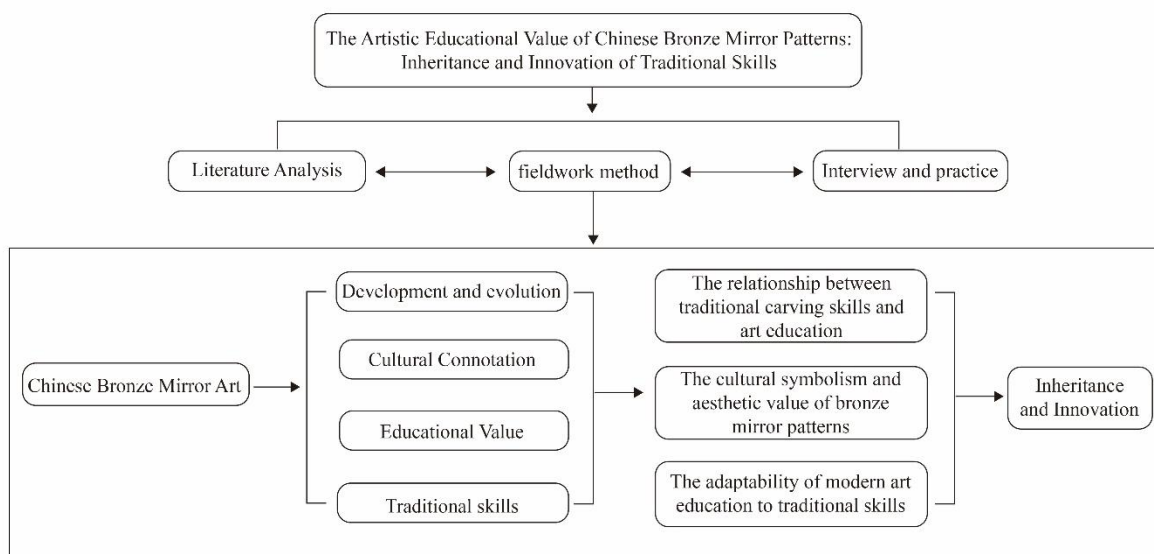 The Artistic Educational Value of Chinese Bronze Mirror Patterns:
Inheritance and Innovation of Traditional Skills
Literature Analysis
fieldwork method
Interview and practice
Chinese Bronze Mirror Art
Development and evolution
Cultural Connotation
Educational Value
Traditional skills
The relationship between
traditional carving skills and
art education
The cultural symbolism and
aesthetic value of bronze
mirror patterns
The adaptability of modern art
education to traditional skills
Inheritance
and Innovation